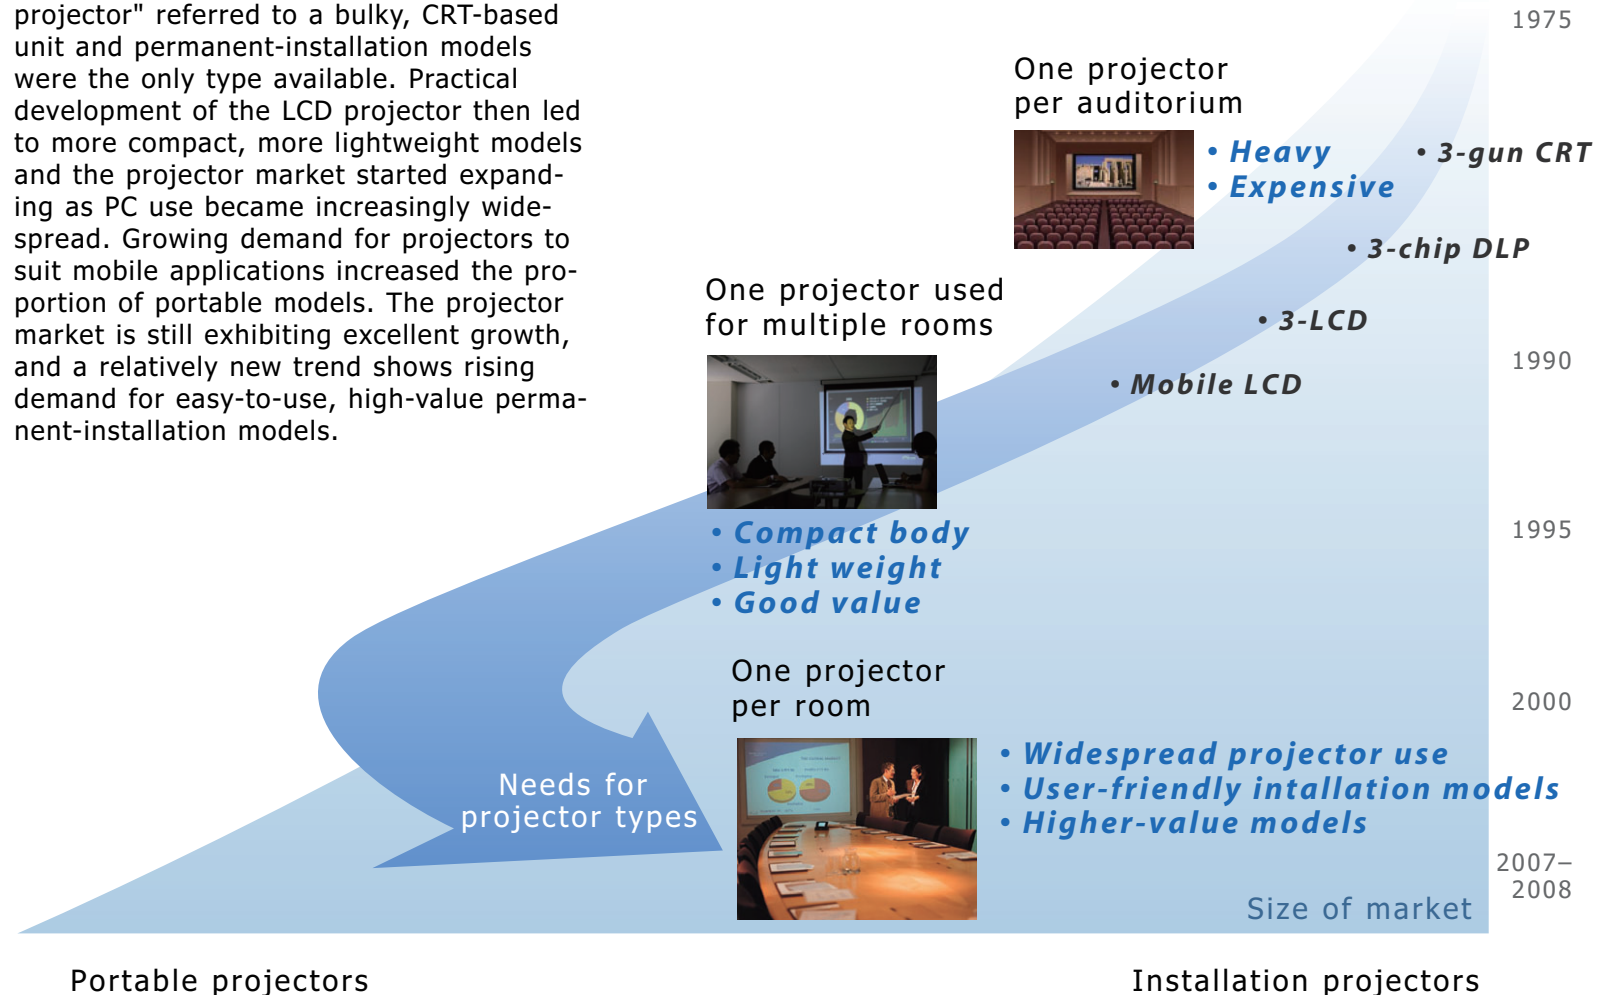 projector" referred to a bulky, CRT-based
unit and permanent-installation models
were the only type available. Practical
development of the LCD projector then led
to more compact, more lightweight models
and the projector market started expand-
ing as PC use became increasingly wide-
spread. Growing demand for projectors to
suit mobile applications increased the pro-
portion of portable models. The projector
market is still exhibiting excellent growth,
and a relatively new trend shows rising
demand for easy-to-use, high-value perma-
nent-installation models.
1975
One projector
per auditorium
• Heavy
• Expensive
• 3-gun CRT
• 3-chip DLP
• 3-LCD
• Mobile LCD
1990
One projector used
for multiple rooms
• Compact body
• Light weight
• Good value
1995
One projector
per room
2000
• Widespread projector use
• User-friendly intallation models
• Higher-value models
Needs for
projector types
2007–
2008
Size of market
Portable projectors
Installation projectors